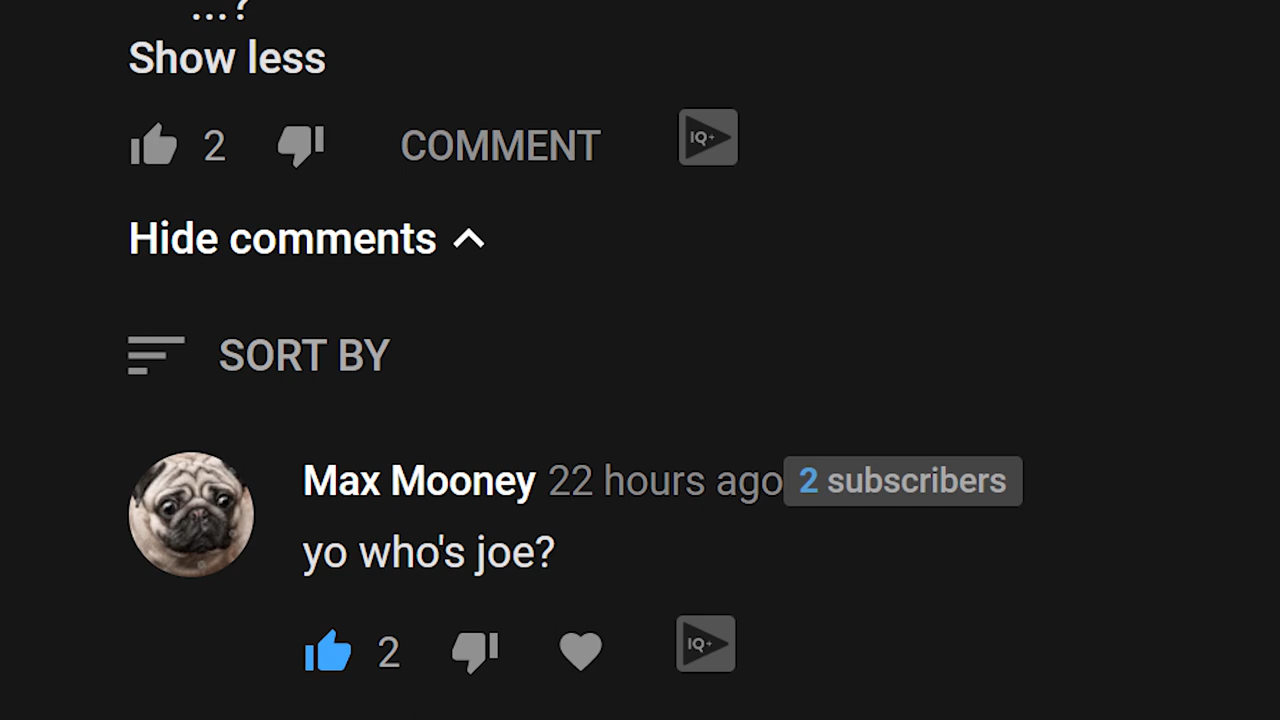 ...?
Show less
2 COMMENT IQ+
Hide comments
SORT BY
Max Mooney 22 hours ago 2 subscribers
yo who's joe?
2 IQ+